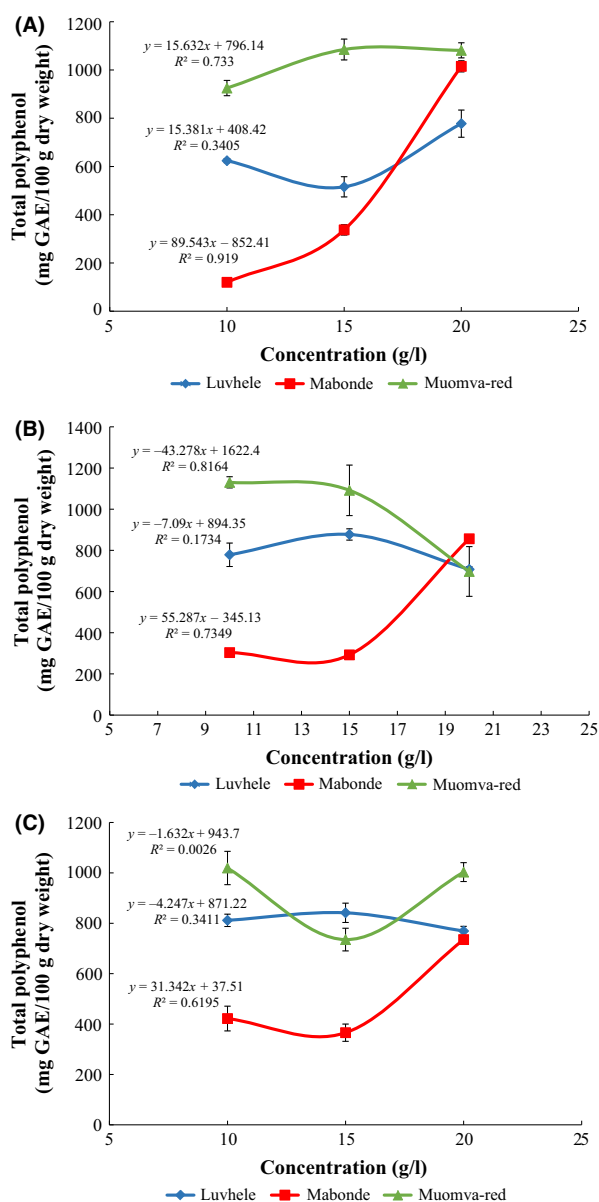 (A)
1200
1000
800
600
400
200
0
Total polyphenol
(mg GAE/100 g dry weight)
y = 15.632x + 796.14
R² = 0.733
y = 15.381x + 408.42
R² = 0.3405
y = 89.543x − 852.41
R² = 0.919
5 10 15 20 25
Concentration (g/l)
Luvhele Mabonde Muomva-red
(B)
1400
1200
1000
800
600
400
200
0
Total polyphenol
(mg GAE/100 g dry weight)
y = −43.278x + 1622.4
R² = 0.8164
y = −7.09x + 894.35
R² = 0.1734
y = 55.287x − 345.13
R² = 0.7349
5 7 9 11 13 15 17 19 21 23 25
Concentration (g/l)
Luvhele Mabonde Muomva-red
(C)
1200
1000
800
600
400
200
0
Total polyphenol
(mg GAE/100 g dry weight)
y = −1.632x + 943.7
R² = 0.0026
y = −4.247x + 871.22
R² = 0.3411
y = 31.342x + 37.51
R² = 0.6195
5 10 15 20 25
Concentration (g/l)
Luvhele Mabonde Muomva-red